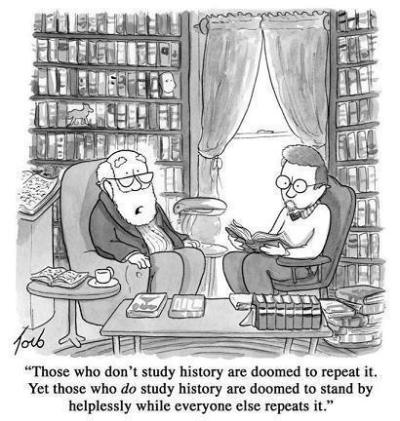 Toro
“Those who don’t study history are doomed to repeat it.
Yet those who do study history are doomed to stand by
helplessly while everyone else repeats it.”